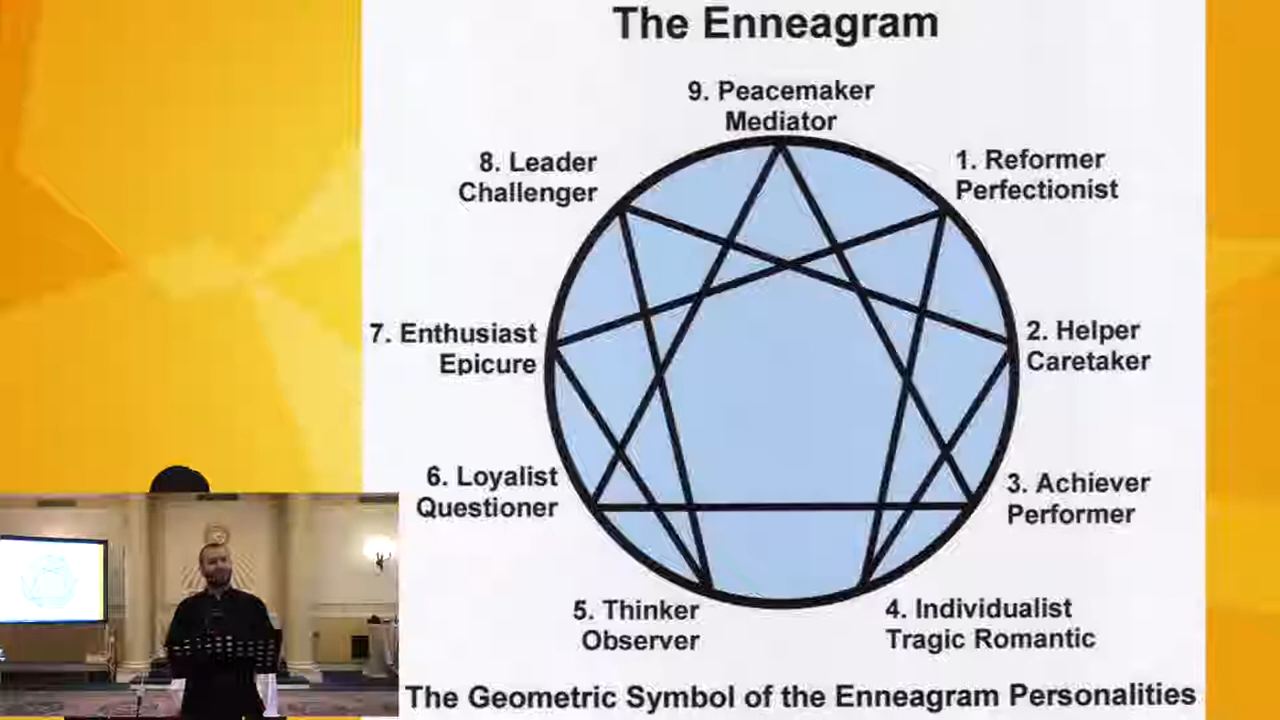 The Enneagram
9. Peacemaker
Mediator
8. Leader
Challenger
1. Reformer
Perfectionist
7. Enthusiast
Epicure
2. Helper
Caretaker
6. Loyalist
Questioner
3. Achiever
Performer
5. Thinker
Observer
4. Individualist
Tragic Romantic
The Geometric Symbol of the Enneagram Personalities